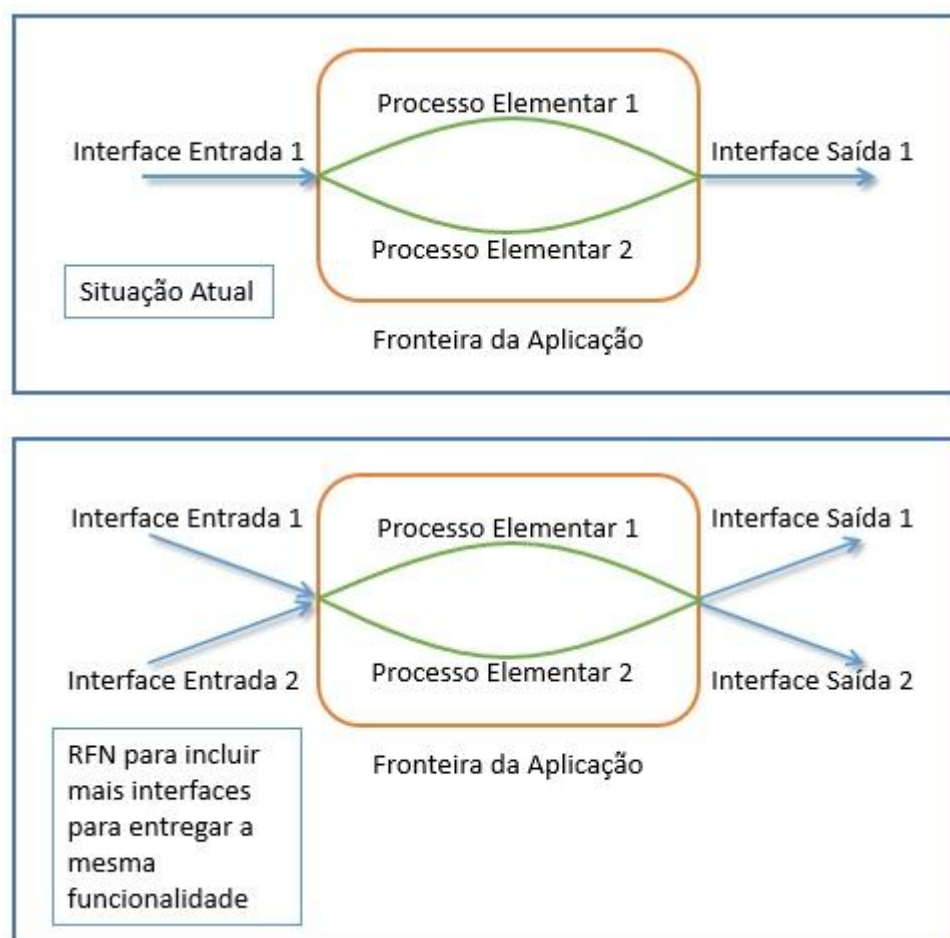 Processo Elementar 1
Interface Entrada 1
Interface Saída 1
Processo Elementar 2
Situação Atual
Fronteira da Aplicação
Interface Entrada 1
Processo Elementar 1
Interface Saída 1
Interface Entrada 2
Processo Elementar 2
Interface Saída 2
RFN para incluir
mais interfaces
para entregar a
mesma
funcionalidade
Fronteira da Aplicação